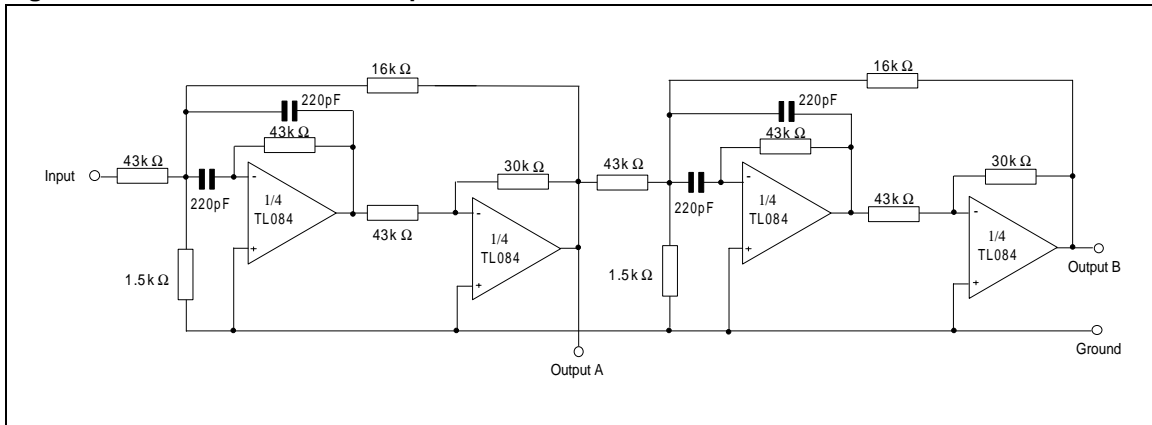 16k Ω
220pF
43k Ω
43k Ω
Input
220pF
-
1/4
TL084
+
1.5k Ω
43k Ω
30k Ω
-
1/4
TL084
+
Output A
43k Ω
16k Ω
220pF
43k Ω
220pF
-
1/4
TL084
+
1.5k Ω
43k Ω
30k Ω
-
1/4
TL084
+
Output B
Ground